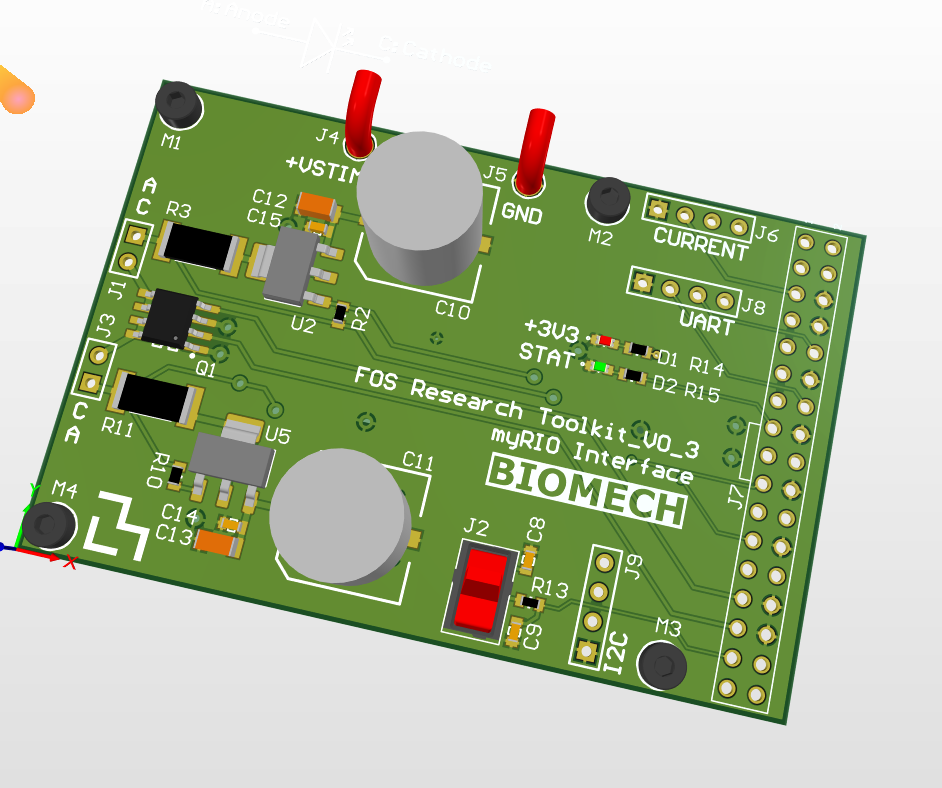 Anode
Cathode
M1
J4
+VSTIM
J5
GND
M2
CURRENT
J6
A
C
R3
C12
C15
J1
U2
R2
C10
UART
J8
+3V3
STAT
D1 R14
D2 R15
J3
Q1
FOS Research Toolkit_V0_3
myRIO Interface
BIOMECH
C
A
R11
U5
R10
C11
C14
C13
M4
J2
C8
R13
C9
J9
I2C
M3
J7
Y
X